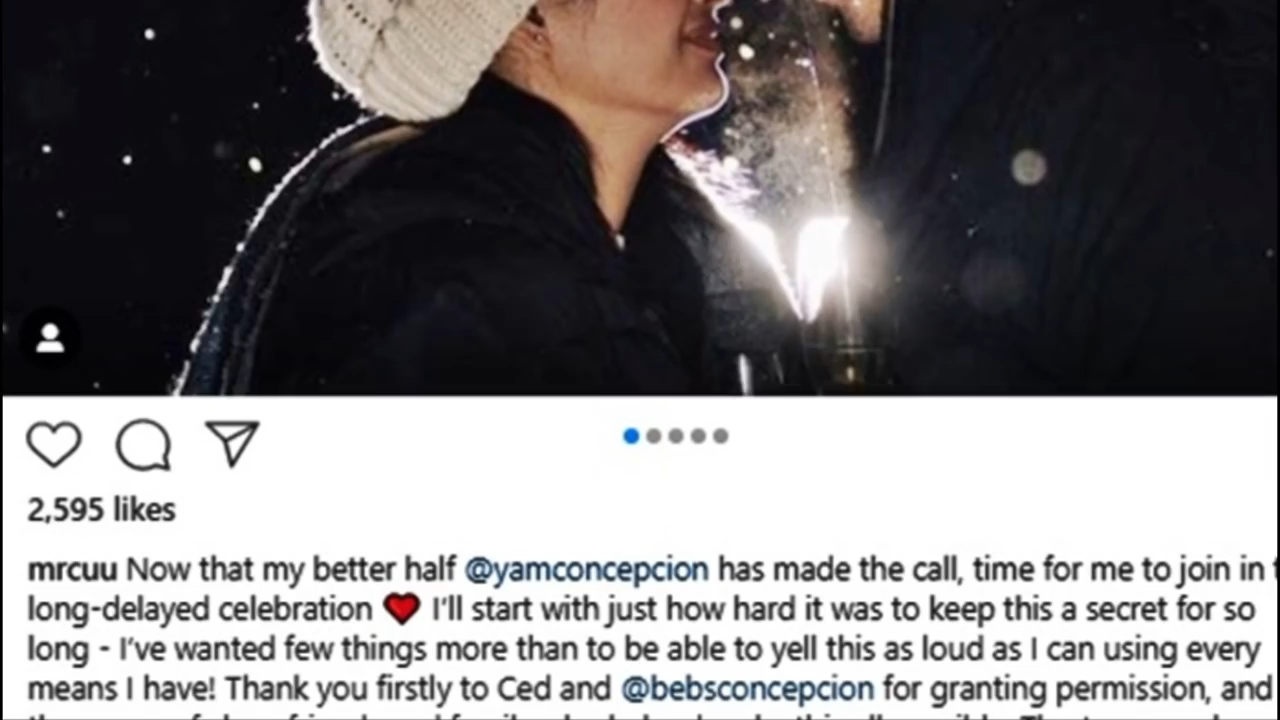 2,595 likes
mrcuu Now that my better half @yamconcepcion has made the call, time for me to join in
long-delayed celebration ❤️ I'll start with just how hard it was to keep this a secret for so
long - I've wanted few things more than to be able to yell this as loud as I can using every
means I have! Thank you firstly to Ced and @bebsconcepcion for granting permission, and